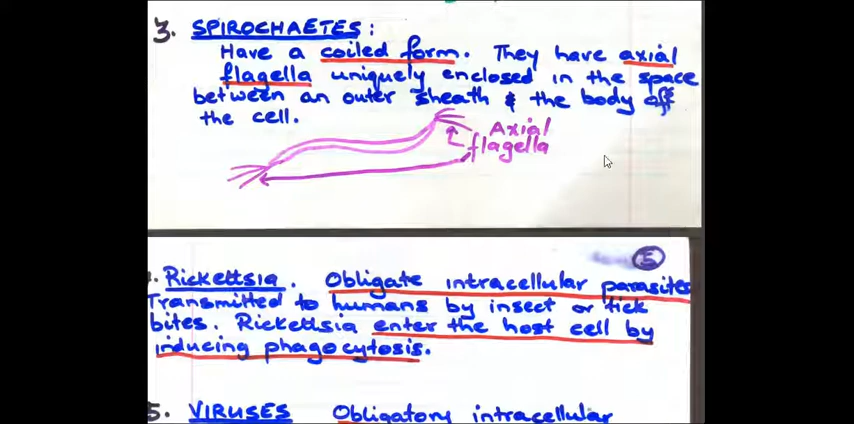 3. SPIROCHAETES:
Have a coiled form. They have axial
flagella uniquely enclosed in the space
between an outer sheath & the body off
the cell.
Axial
flagella
5
Rickettsia. Obligate intracellular parasites
Transmitted to humans by insect or tick
bites. Rickettsia enter the host cell by
inducing phagocytosis.
5. VIRUSES Obligatory intracellular